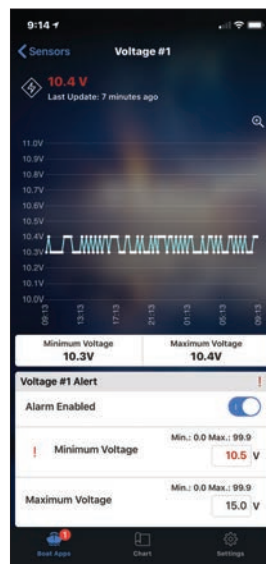 9:14
Sensors Voltage #1
10.4 V
Last Update: 7 minutes ago
11.0V
10.9V
10.8V
10.7V
10.6V
10.5V
10.4V
10.3V
10.2V
10.1V
10.0V
09:13 13:13 17:13 21:13 01:13 05:13 09:13
Minimum Voltage Maximum Voltage
10.3V 10.4V
Voltage #1 Alert !
Alarm Enabled
Min.: 0.0 Max.: 99.9
! Minimum Voltage 10.5 V
Min.: 0.0 Max.: 99.9
Maximum Voltage 15.0 V
1
Boat Apps Chart Settings